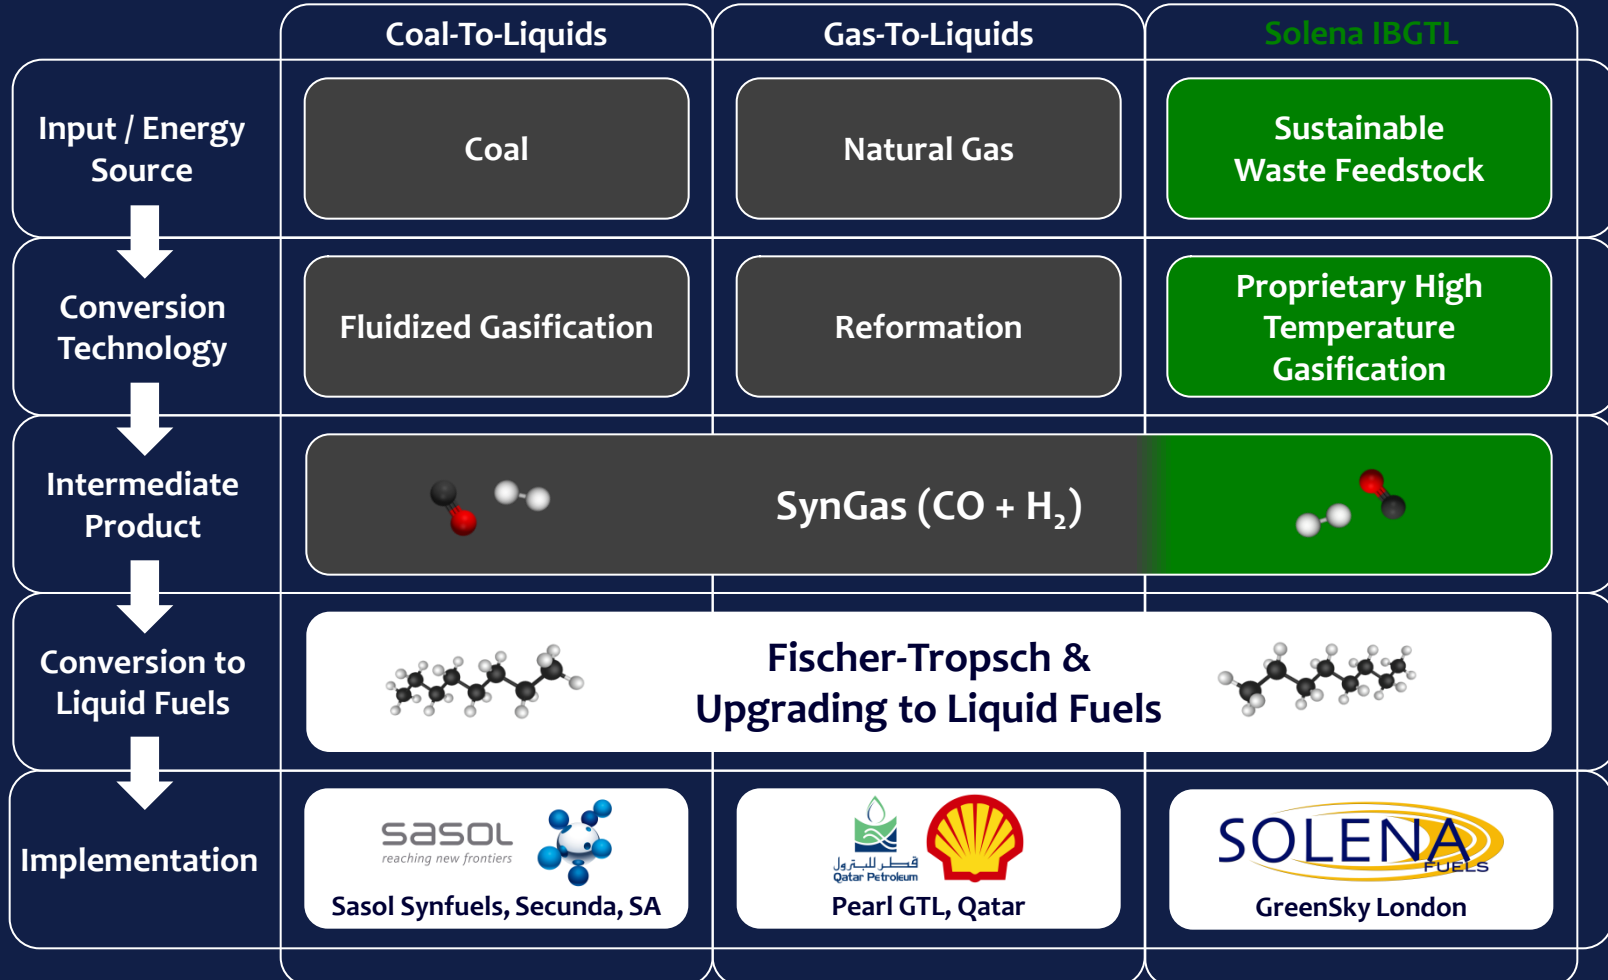 Coal-To-Liquids
Gas-To-Liquids
Solena IBGTL
Input / Energy
Source
Coal
Natural Gas
Sustainable
Waste Feedstock
Conversion
Technology
Fluidized Gasification
Reformation
Proprietary High
Temperature
Gasification
Intermediate
Product
SynGas (CO + H₂)
Conversion to
Liquid Fuels
Fischer-Tropsch &
Upgrading to Liquid Fuels
Implementation
sasol
reaching new frontiers
Sasol Synfuels, Secunda, SA
قطر للبترول
Qatar Petroleum
Pearl GTL, Qatar
SOLENA
FUELS
GreenSky London